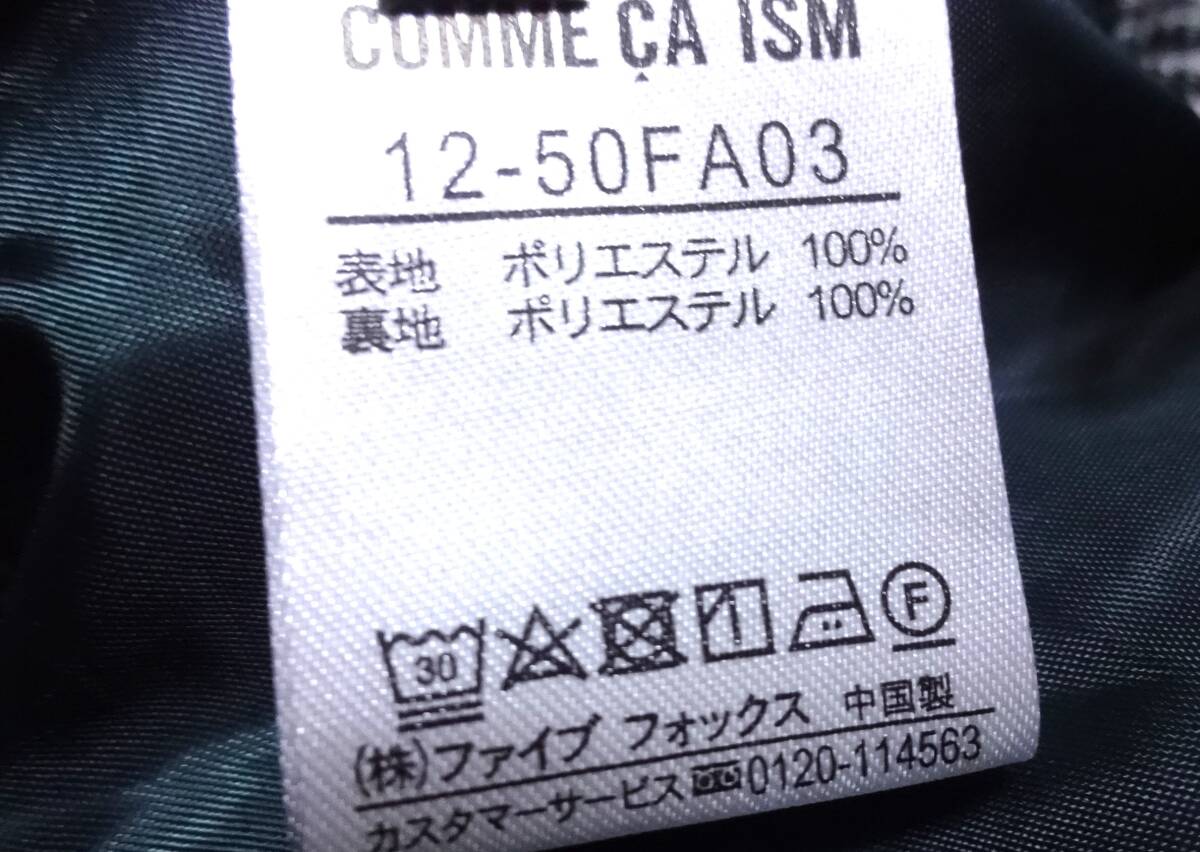 COMME ÇA ISM
12-50FA03
表地 ポリエステル 100%
裏地 ポリエステル 100%
30 F
(株)ファイブ フォックス 中国製
カスタマーサービス 0120-114563